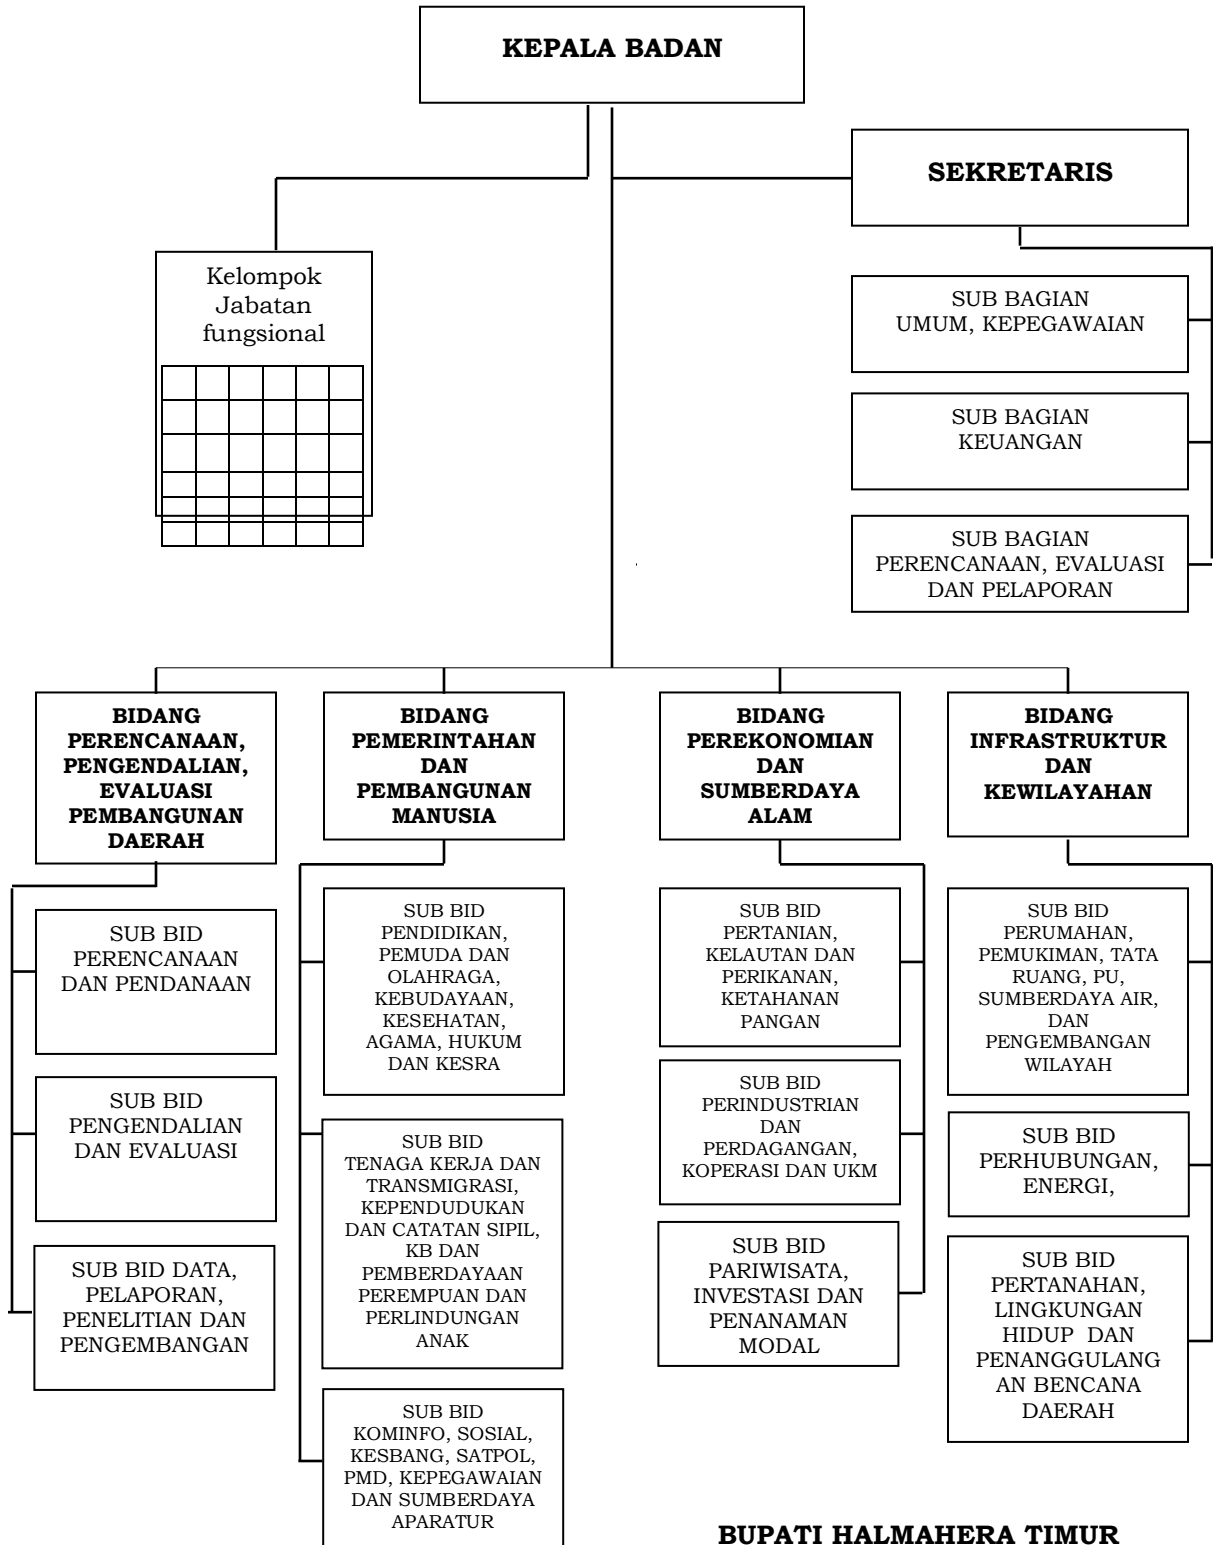 KEPALA BADAN
SEKRETARIS
Kelompok
Jabatan
fungsional
SUB BAGIAN
UMUM, KEPEGAWAIAN
SUB BAGIAN
KEUANGAN
SUB BAGIAN
PERENCANAAN, EVALUASI
DAN PELAPORAN
BIDANG
PERENCANAAN,
PENGENDALIAN,
EVALUASI
PEMBANGUNAN
DAERAH
BIDANG
PEMERINTAHAN
DAN
PEMBANGUNAN
MANUSIA
BIDANG
PEREKONOMIAN
DAN
SUMBERDAYA
ALAM
BIDANG
INFRASTRUKTUR
DAN
KEWILAYAHAN
SUB BID
PERENCANAAN
DAN PENDANAAN
SUB BID
PENGENDALIAN
DAN EVALUASI
SUB BID DATA,
PELAPORAN,
PENELITIAN DAN
PENGEMBANGAN
SUB BID
PENDIDIKAN,
PEMUDA DAN
OLAHRAGA,
KEBUDAYAAN,
KESEHATAN,
AGAMA, HUKUM
DAN KESRA
SUB BID
TENAGA KERJA DAN
TRANSMIGRASI,
KEPENDUDUKAN
DAN CATATAN SIPIL,
KB DAN
PEMBERDAYAAN
PEREMPUAN DAN
PERLINDUNGAN
ANAK
SUB BID
KOMINFO, SOSIAL,
KESBANG, SATPOL,
PMD, KEPEGAWAIAN
DAN SUMBERDAYA
APARATUR
SUB BID
PERTANIAN,
KELAUTAN DAN
PERIKANAN,
KETAHANAN
PANGAN
SUB BID
PERINDUSTRIAN
DAN
PERDAGANGAN,
KOPERASI DAN UKM
SUB BID
PARIWISATA,
INVESTASI DAN
PENANAMAN
MODAL
SUB BID
PERUMAHAN,
PEMUKIMAN, TATA
RUANG, PU,
SUMBERDAYA AIR,
DAN
PENGEMBANGAN
WILAYAH
SUB BID
PERHUBUNGAN,
ENERGI,
SUB BID
PERTANAHAN,
LINGKUNGAN
HIDUP DAN
PENANGGULANG
AN BENCANA
DAERAH
BUPATI HALMAHERA TIMUR